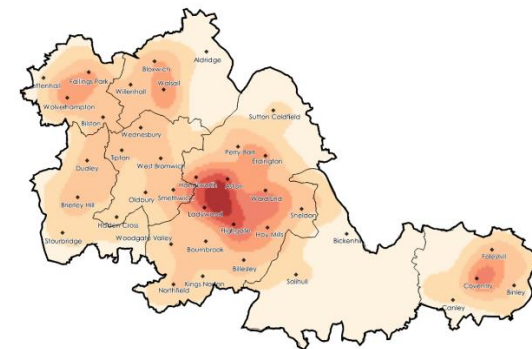 Aldridge
Bloxwich
Fallings Park
Willenhall
Walsall
Wolverhampton
Bilston
Sutton Coldfield
Wednesbury
Perry Barr
Tipton
Erdington
Dudley
West Bromwich
Handsworth
Aston
Oldbury
Smethwick
Ward End
Brierley Hill
Ladywood
Sheldon
Highgate
Hay Mills
Stourbridge
Woodgate Valley
Bournbrook
Bickenhill
Foleshill
Billesley
Solihull
Coventry
Binley
Northfield
Kings Norton
Canley